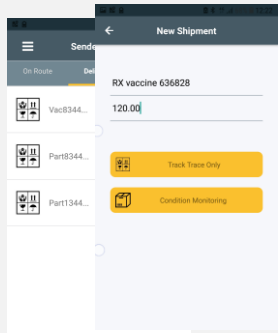 Sende
On Route Del
Vac8344...
Part8344...
Part1344...
New Shipment
RX vaccine 636828
120.00
Track Trace Only
Condition Monitoring